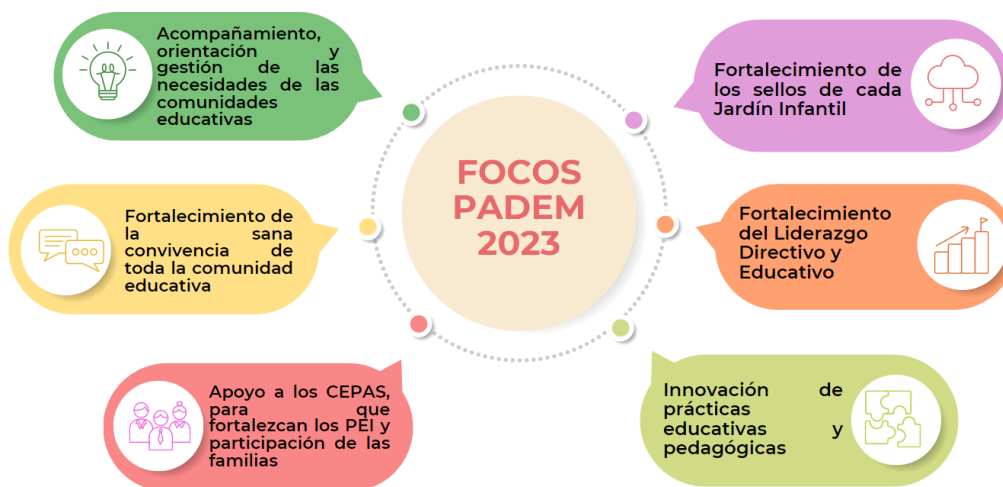 FOCOS
PADEM
2023
Acompañamiento,
orientación y
gestión de las
necesidades de las
comunidades
educativas
Fortalecimiento de
la sana
convivencia de
toda la comunidad
educativa
Apoyo a los CEPAS,
para que
fortalezcan los PEI y
participación de las
familias
Fortalecimiento de
los sellos de cada
Jardín Infantil
Fortalecimiento
del Liderazgo
Directivo y
Educativo
Innovación de
prácticas
educativas y
pedagógicas